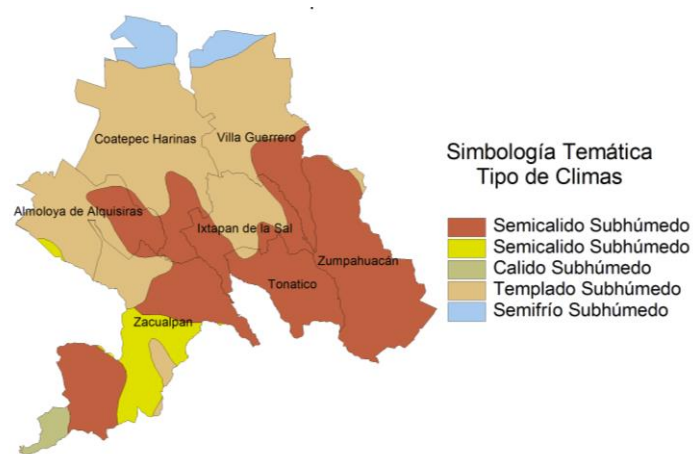 Coatepec Harinas
Villa Guerrero
Almoloya de Alquisiras
Ixtapan de la Sal
Zumpahuacán
Tonatico
Zacualpan
Simbología Temática
Tipo de Climas
Semicalido Subhúmedo
Semicalido Subhúmedo
Calido Subhúmedo
Templado Subhúmedo
Semifrío Subhúmedo